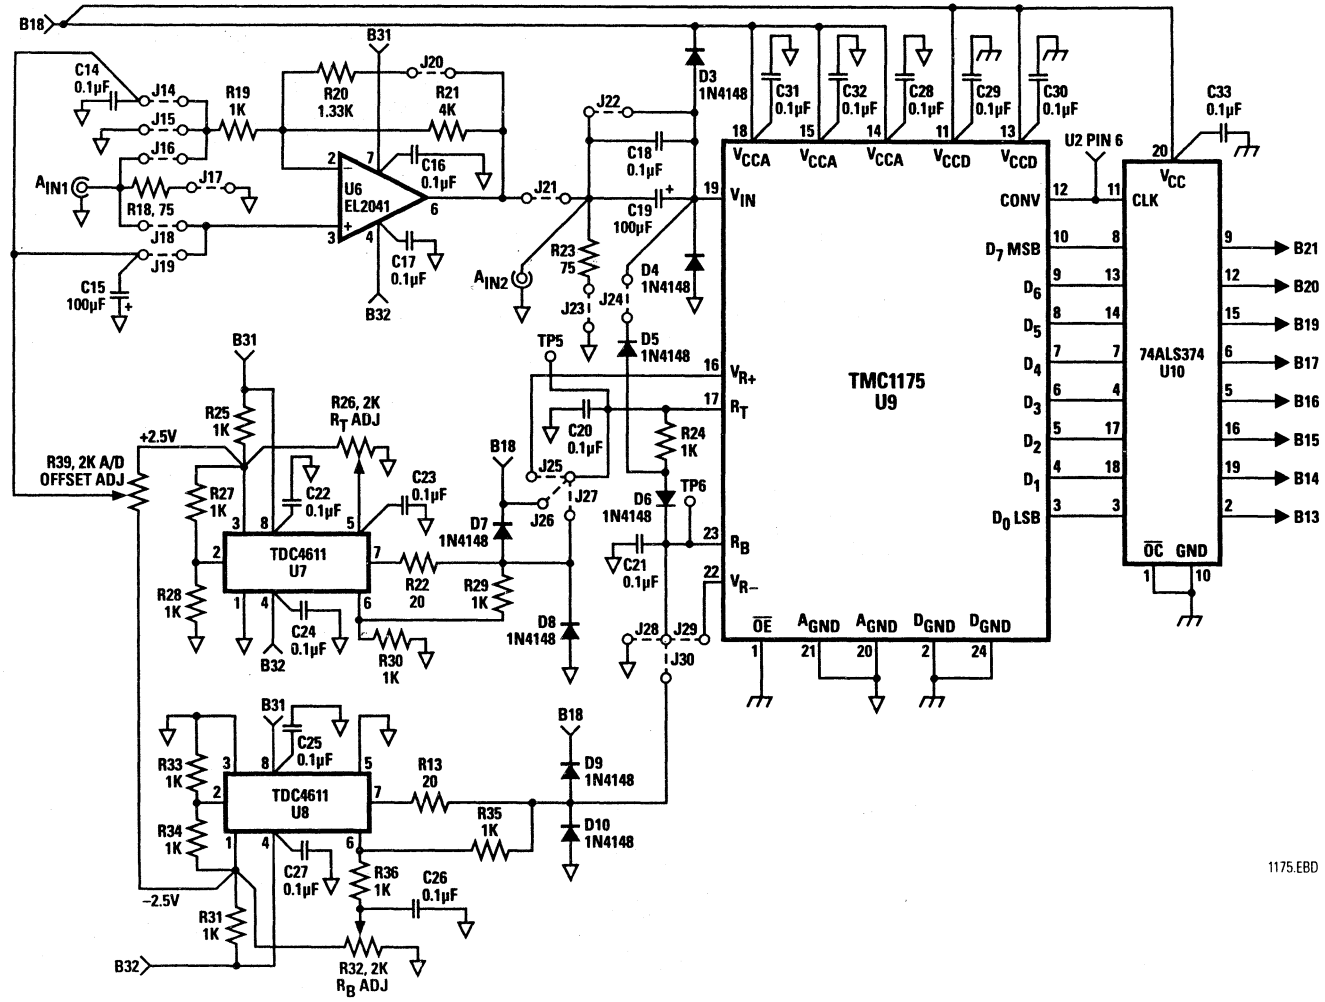 B18
B31
C14
0.1µF
J14
J15
J16
R19
1K
R20
1.33K
J20
R21
4K
A IN1
R18, 75
J17
J18
J19
C15
100µF
C16
0.1µF
U6
EL2041
2
7
3
4
6
−
+
C17
0.1µF
B32
J21
J22
C18
0.1µF
C19
100µF
+
+
R23
75
A IN2
J23
J24
D3
1N4148
D4
1N4148
D5
1N4148
C31
0.1µF
C32
0.1µF
C28
0.1µF
C29
0.1µF
C30
0.1µF
C33
0.1µF
U2 PIN 6
18
15
14
11
13
VCCA
VCCA
VCCA
VCCD
VCCD
19
VIN
16
VR+
17
RT
23
RB
22
VR−
TMC1175
U9
CONV
12
11
CLK
20
VCC
D7 MSB
10
8
9
B21
D6
9
13
12
B20
D5
8
14
15
B19
D4
7
7
6
B17
D3
6
4
5
B16
D2
5
17
16
B15
D1
4
18
19
B14
D0 LSB
3
3
2
B13
74ALS374
U10
OC
GND
1
10
OE
AGND
AGND
DGND
DGND
1
21
20
2
24
B31
R25
1K
R26, 2K
RT ADJ
+2.5V
R39, 2K A/D
OFFSET ADJ
R27
1K
C22
0.1µF
C23
0.1µF
3
8
5
2
TDC4611
U7
7
1
4
6
R28
1K
C24
0.1µF
B32
R22
20
R29
1K
R30
1K
B18
D7
1N4148
D8
1N4148
TP5
C20
0.1µF
R24
1K
J25
J26
J27
D6
1N4148
TP6
C21
0.1µF
J28
J29
J30
B31
C25
0.1µF
R33
1K
3
8
5
2
TDC4611
U8
7
1
4
6
R34
1K
R13
20
R35
1K
B18
D9
1N4148
D10
1N4148
C27
0.1µF
R36
1K
C26
0.1µF
−2.5V
R31
1K
R32, 2K
RB ADJ
B32
1175.EBD